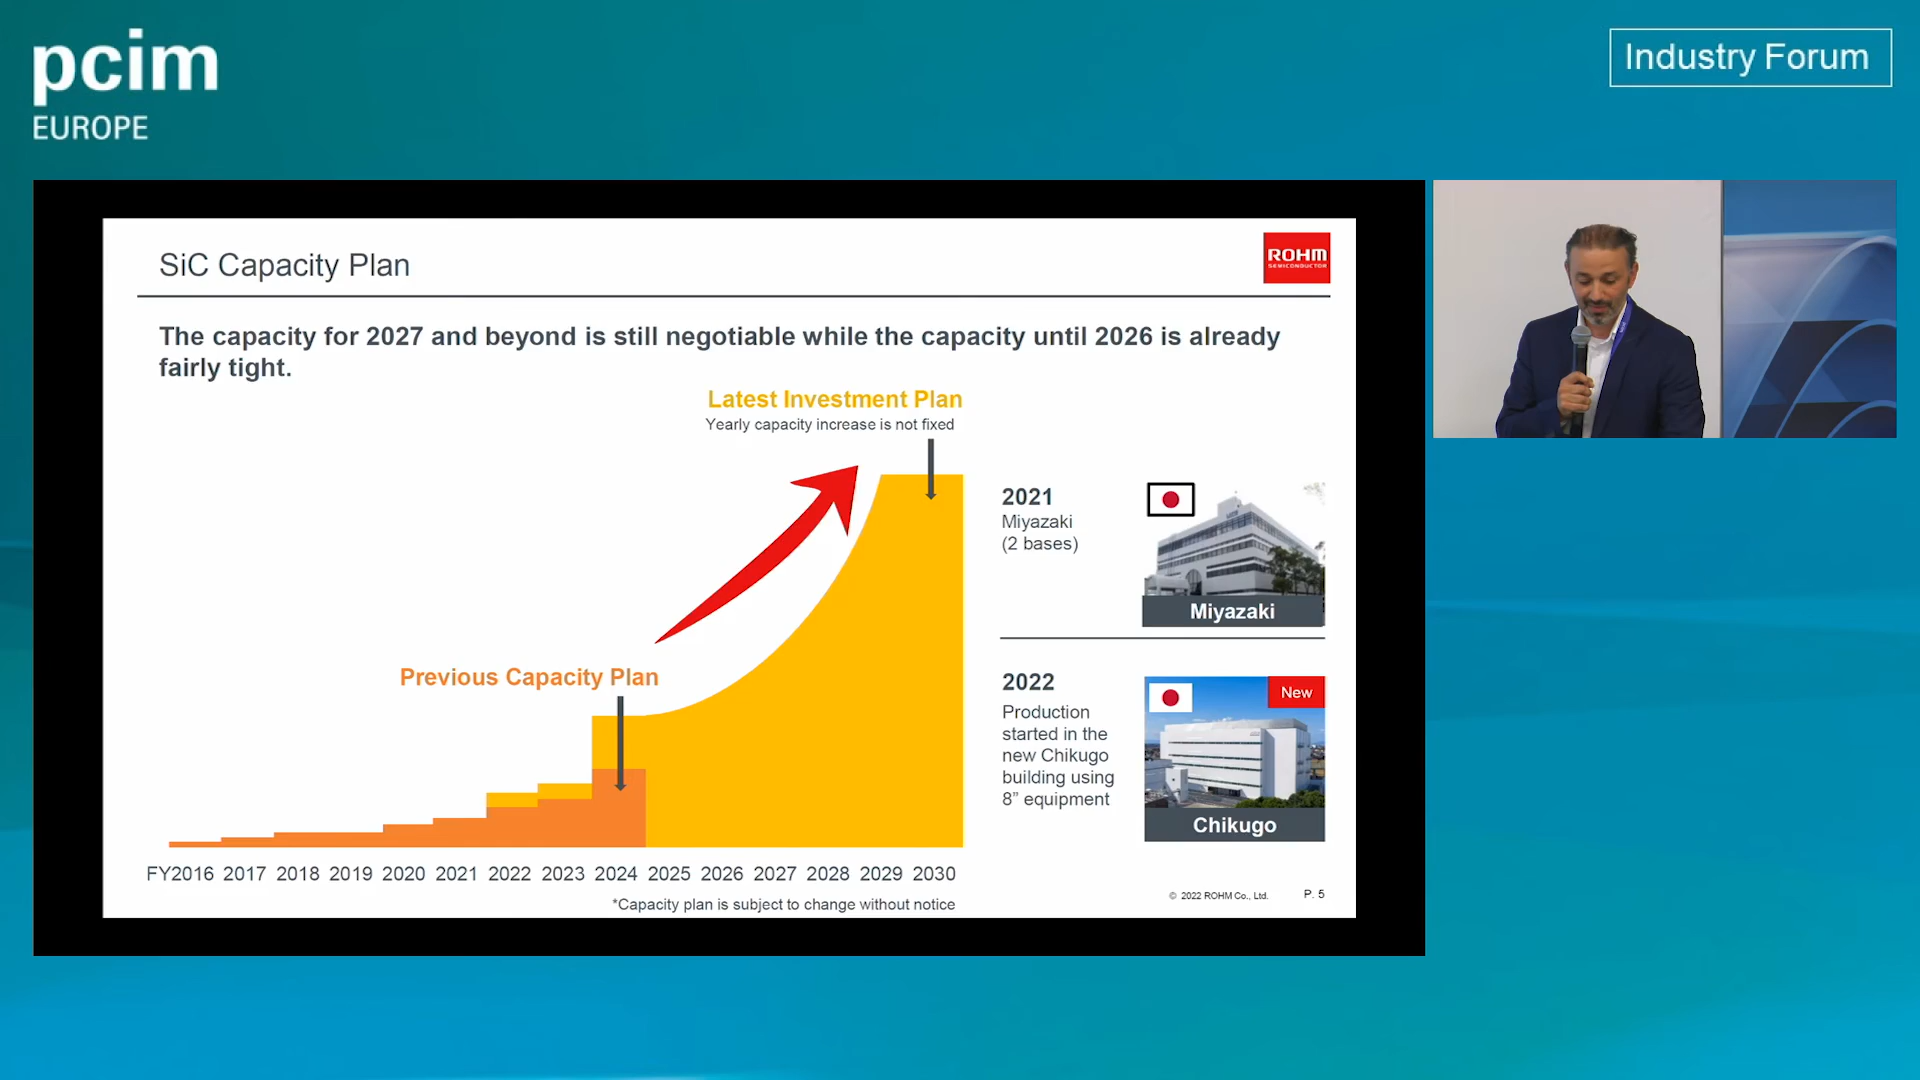 pcim
EUROPE
Industry Forum
SiC Capacity Plan
ROHM
SEMICONDUCTOR
The capacity for 2027 and beyond is still negotiable while the capacity until 2026 is already
fairly tight.
Latest Investment Plan
Yearly capacity increase is not fixed
Previous Capacity Plan
FY2016 2017 2018 2019 2020 2021 2022 2023 2024 2025 2026 2027 2028 2029 2030
*Capacity plan is subject to change without notice
2021
Miyazaki
(2 bases)
Miyazaki
2022
Production
started in the
new Chikugo
building using
8” equipment
New
Chikugo
© 2022 ROHM Co., Ltd.
P. 5